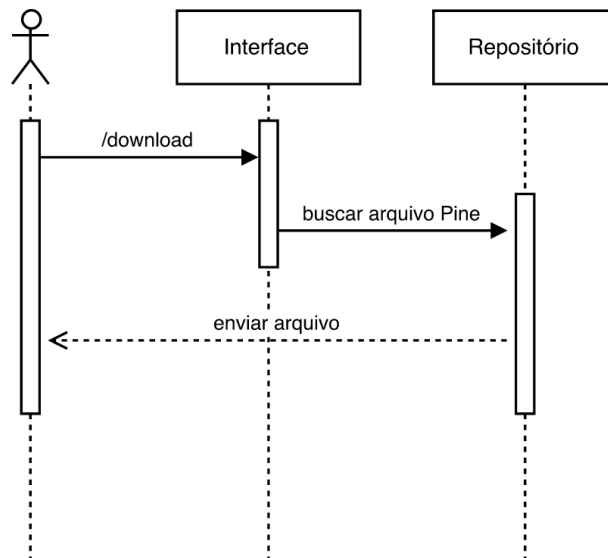 Interface
Repositório
/download
buscar arquivo Pine
enviar arquivo